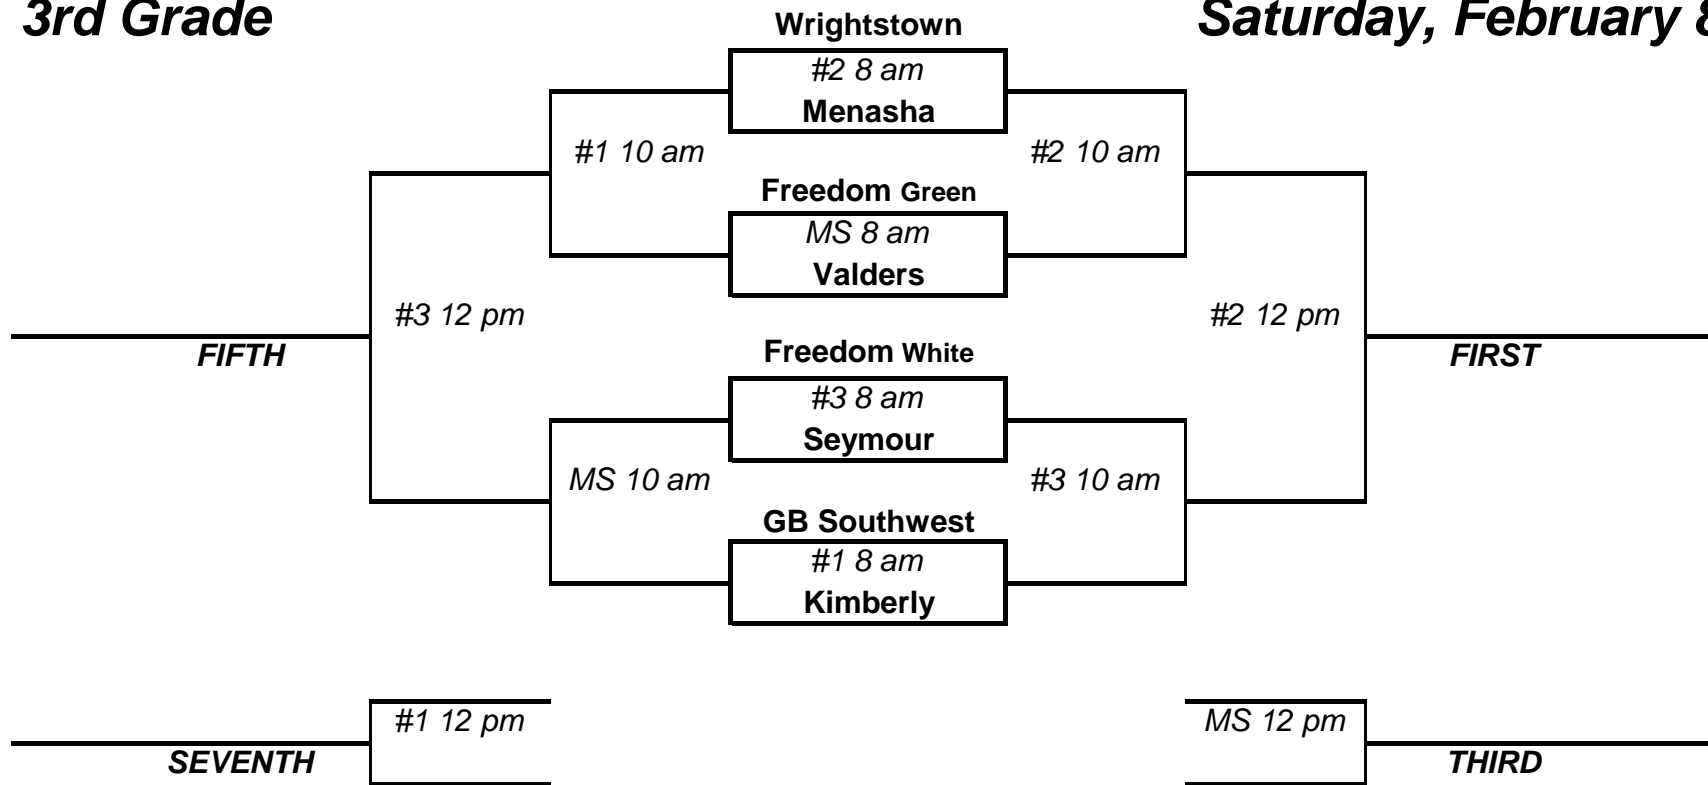 3rd Grade
Saturday, February 8
Wrightstown
#2 8 am
Menasha
#1 10 am
#2 10 am
Freedom Green
MS 8 am
Valders
#3 12 pm
#2 12 pm
FIFTH
FIRST
Freedom White
#3 8 am
Seymour
MS 10 am
#3 10 am
GB Southwest
#1 8 am
Kimberly
#1 12 pm
MS 12 pm
SEVENTH
THIRD